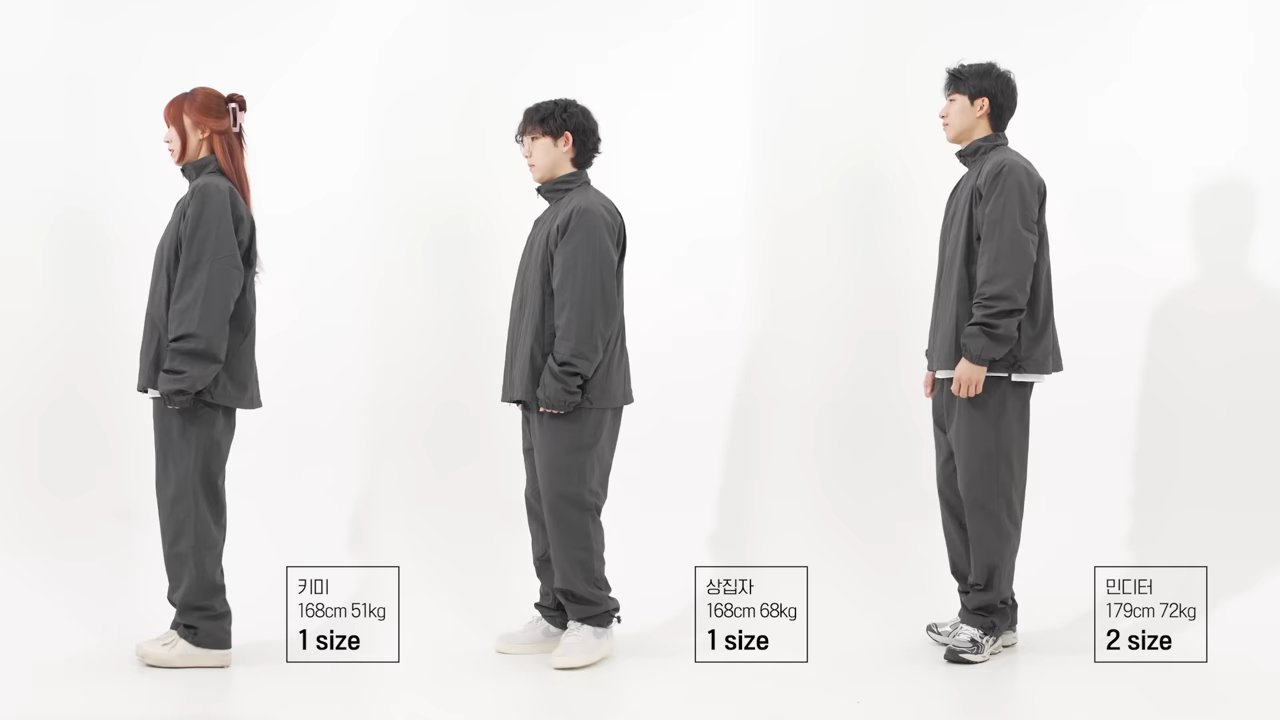 키미
168cm 51kg
1 size
상집자
168cm 68kg
1 size
민디터
179cm 72kg
2 size